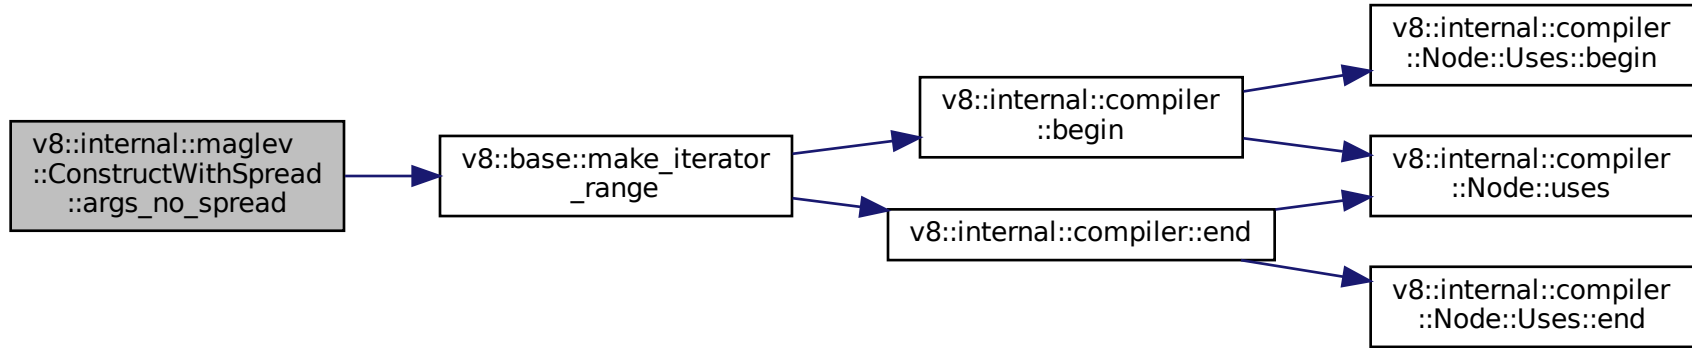 v8::internal::maglev
::ConstructWithSpread
::args_no_spread
v8::base::make_iterator
_range
v8::internal::compiler
::begin
v8::internal::compiler::end
v8::internal::compiler
::Node::Uses::begin
v8::internal::compiler
::Node::uses
v8::internal::compiler
::Node::Uses::end